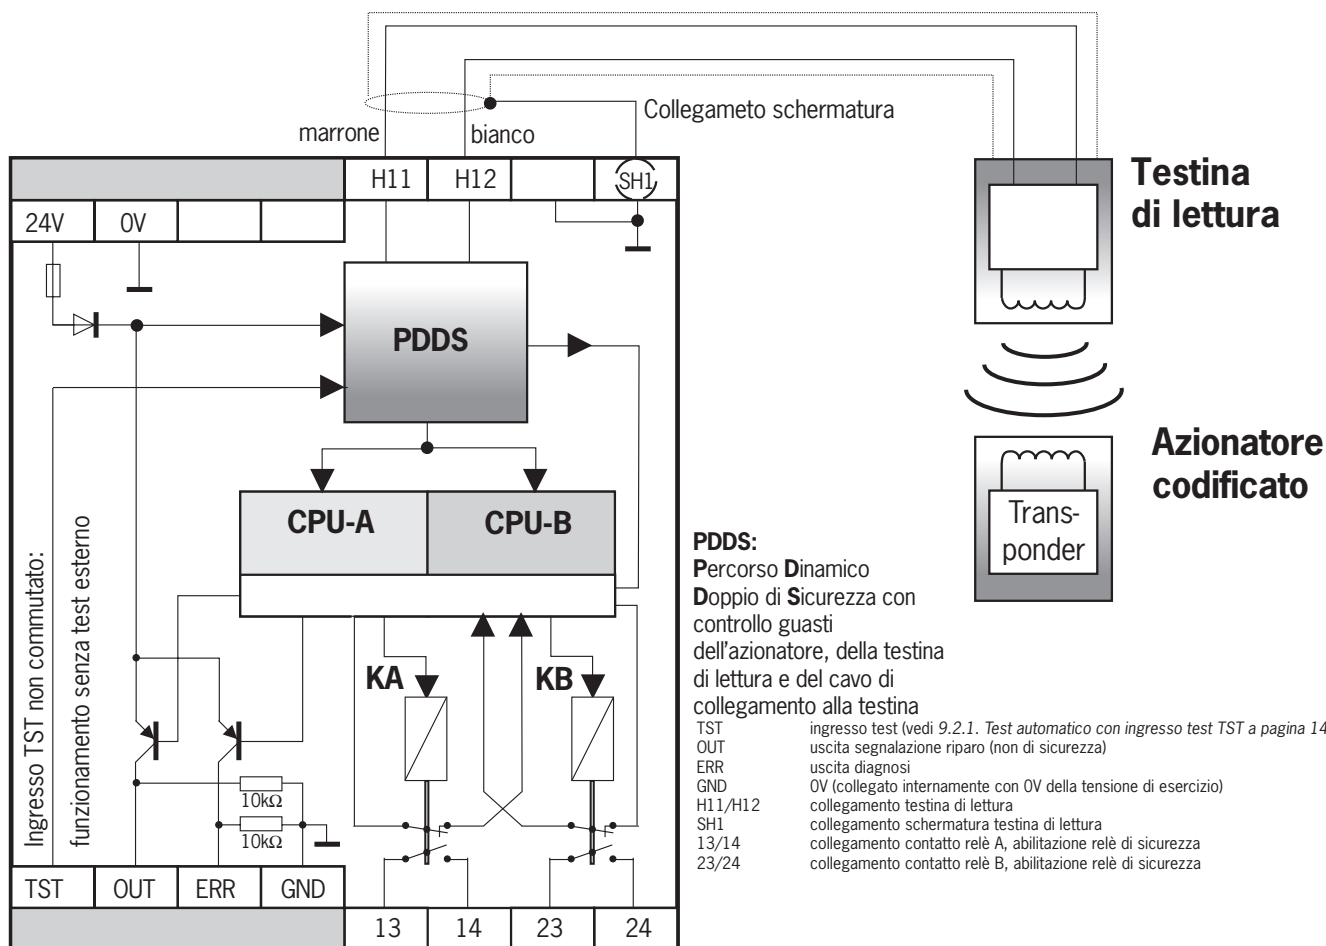 Collegameto schermatura
marrone
bianco
H11
H12
SH1
24V
0V
PDDS
CPU-A
CPU-B
KA
KB
Ingresso TST non commutato:
funzionamento senza test esterno
10kΩ
10kΩ
TST
OUT
ERR
GND
13
14
23
24
Testina
di lettura
Azionatore
codificato
Trans-
ponder
PDDS:
Percorso Dinamico
Doppio di Sicurezza con
controllo guasti
dell'azionatore, della testina
di lettura e del cavo di
collegamento alla testina
TST ingresso test (vedi 9.2.1. Test automatico con ingresso test TST a pagina 14
OUT uscita segnalazione riparo (non di sicurezza)
ERR uscita diagnosi
GND 0V (collegato internamente con 0V della tensione di esercizio)
H11/H12 collegamento testina di lettura
SH1 collegamento schermatura testina di lettura
13/14 collegamento contatto relè A, abilitazione relè di sicurezza
23/24 collegamento contatto relè B, abilitazione relè di sicurezza